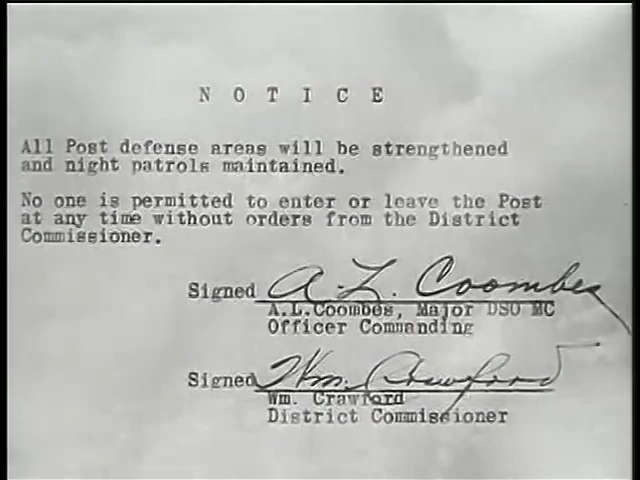 N O T I C E
All Post defense areas will be strengthened
and night patrols maintained.
No one is permitted to enter or leave the Post
at any time without orders from the District
Commissioner.
Signed A. L. Coombes
A.L.Coombes, Major DSO MC
Officer Commanding
Signed Wm. Crawford
Wm. Crawford
District Commissioner